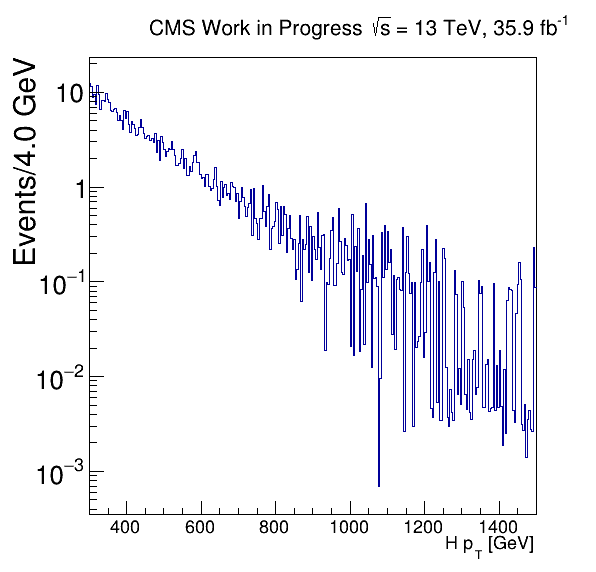 CMS Work in Progress √s = 13 TeV, 35.9 fb⁻¹
Events/4.0 GeV
10
1
10⁻¹
10⁻²
10⁻³
400 600 800 1000 1200 1400
H p_T [GeV]